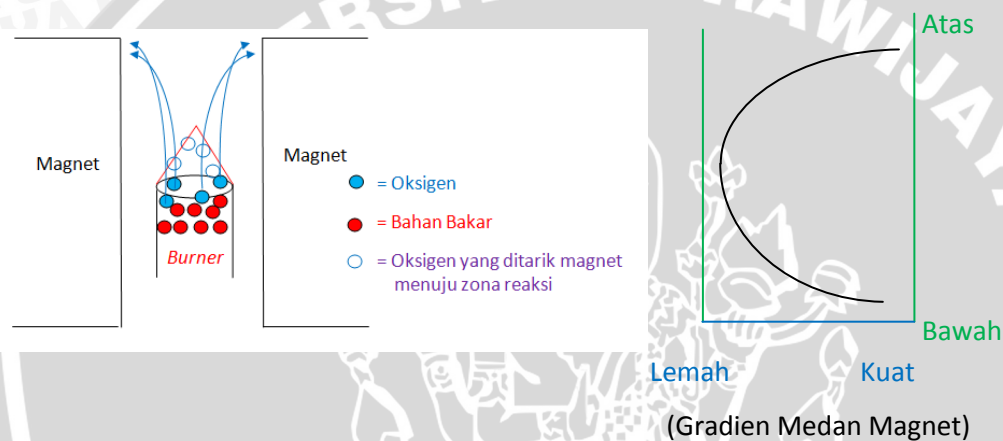 Magnet
Magnet
= Oksigen
= Bahan Bakar
= Oksigen yang ditarik magnet
menuju zona reaksi
Burner
Atas
Bawah
Lemah Kuat
(Gradien Medan Magnet)